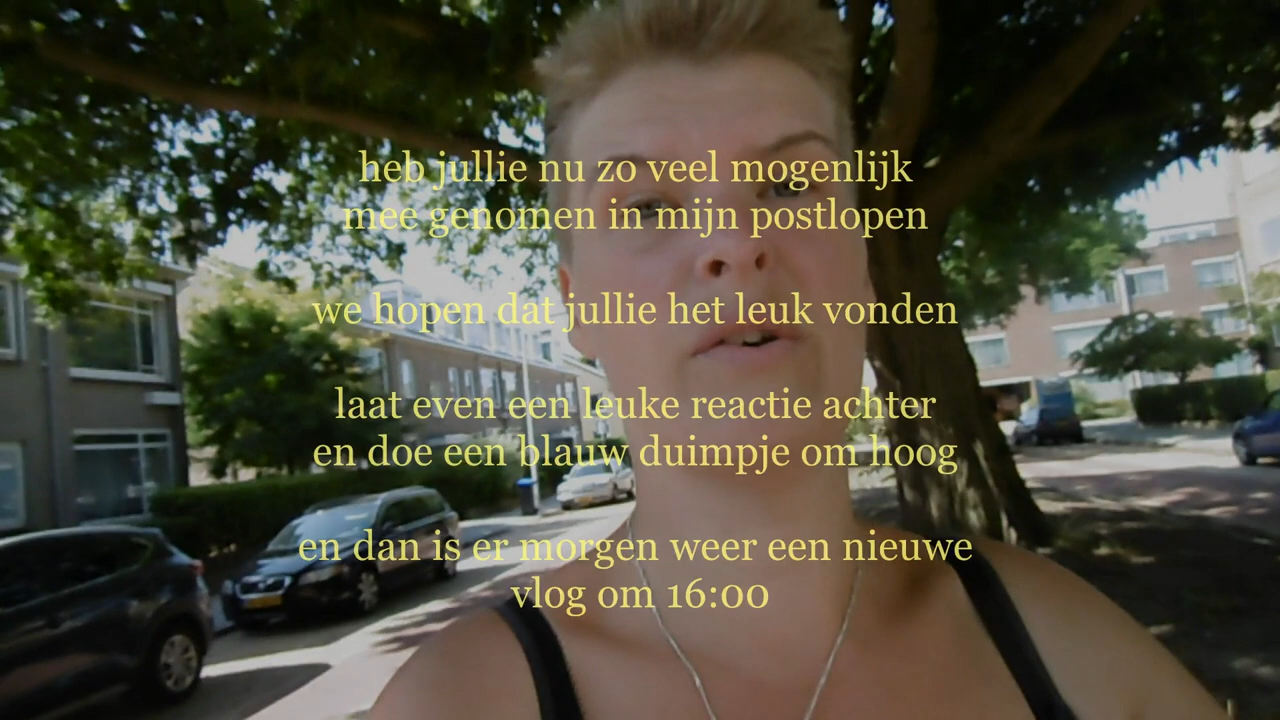 heb jullie nu zo veel mogenlijk
mee genomen in mijn postlopen
we hopen dat jullie het leuk vonden
laat even een leuke reactie achter
en doe een blauw duimpje om hoog
en dan is er morgen weer een nieuwe
vlog om 16:00